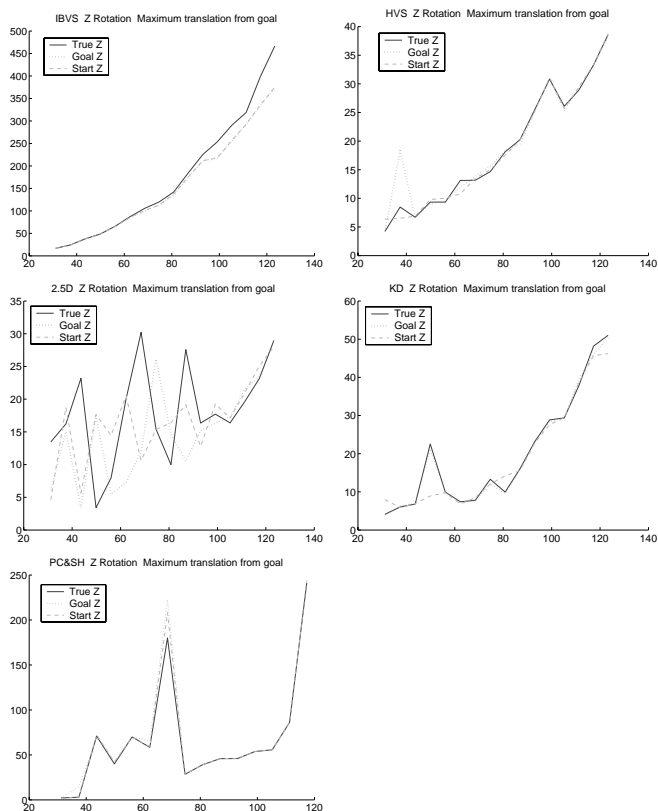 IBVS Z Rotation Maximum translation from goal
500
450
400
350
300
250
200
150
100
50
0
True Z
Goal Z
Start Z
20 40 60 80 100 120 140
HVS Z Rotation Maximum translation from goal
40
35
30
25
20
15
10
5
0
True Z
Goal Z
Start Z
20 40 60 80 100 120 140
2.5D Z Rotation Maximum translation from goal
35
30
25
20
15
10
5
0
True Z
Goal Z
Start Z
20 40 60 80 100 120 140
KD Z Rotation Maximum translation from goal
60
50
40
30
20
10
0
True Z
Goal Z
Start Z
20 40 60 80 100 120 140
PC&SH Z Rotation Maximum translation from goal
250
200
150
100
50
0
True Z
Goal Z
Start Z
20 40 60 80 100 120